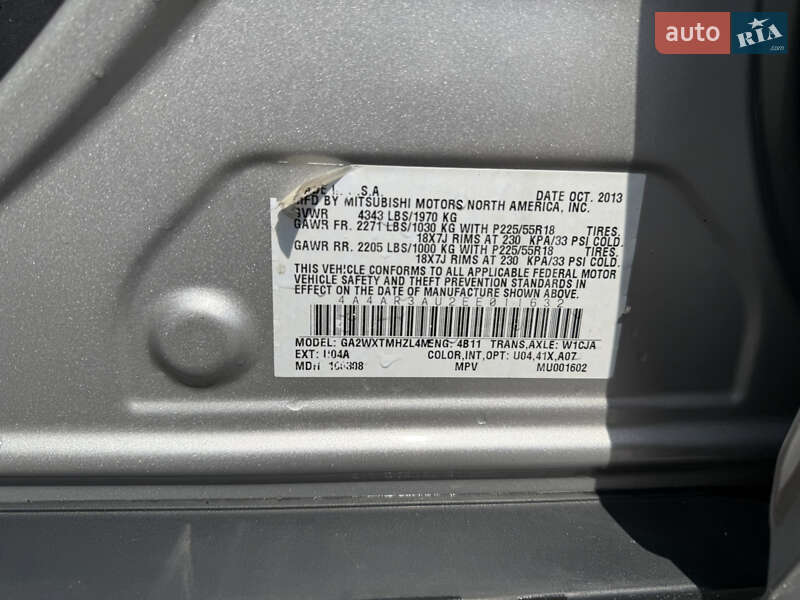 auto RIA .com
S.A. DATE OCT. 2013
MFD BY MITSUBISHI MOTORS NORTH AMERICA, INC.
GVWR 4343 LBS/1970 KG
GAWR FR. 2271 LBS/1030 KG WITH P225/55R18 TIRES,
18X7J RIMS AT 230 KPA/33 PSI COLD.
GAWR RR. 2205 LBS/1000 KG WITH P225/55R18 TIRES,
18X7J RIMS AT 230 KPA/33 PSI COLD.
THIS VEHICLE CONFORMS TO ALL APPLICABLE FEDERAL MOTOR
VEHICLE SAFETY AND THEFT PREVENTION STANDARDS IN
EFFECT ON THE DATE OF MANUFACTURE SHOWN ABOVE.
4A4AR3AU2EE011632
MODEL: GA2WXTMHZL4M ENG: 4B11 TRANS,AXLE: W1CJA
EXT: COLOR,INT,OPT: U04,41X,A07
MPV MU001602